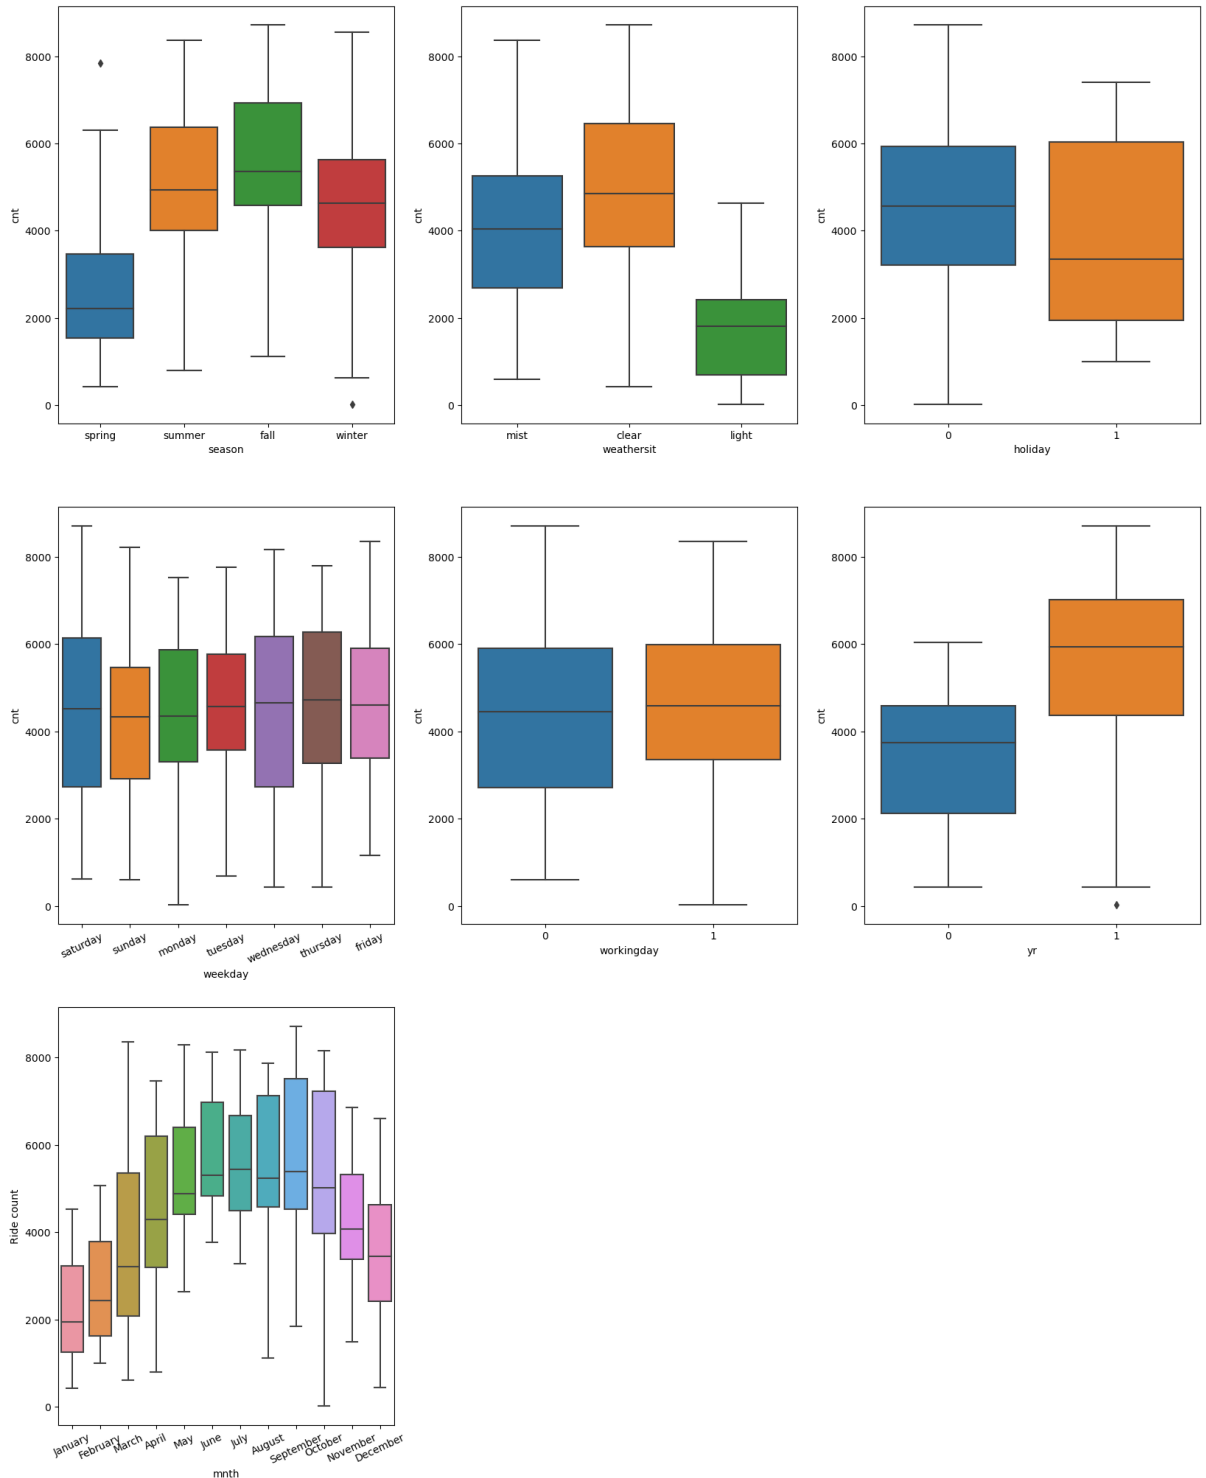 8000
6000
4000
2000
0
cnt
spring summer fall winter
season
8000
6000
4000
2000
0
cnt
mist clear light
weathersit
8000
6000
4000
2000
0
cnt
0 1
holiday
8000
6000
4000
2000
0
cnt
saturday sunday monday tuesday wednesday thursday friday
weekday
8000
6000
4000
2000
0
cnt
0 1
workingday
8000
6000
4000
2000
0
cnt
0 1
yr
8000
6000
4000
2000
0
Ride count
January February March April May June July August September October November December
mnth